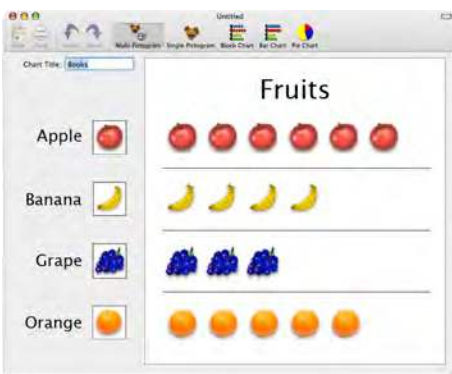 Untitled
Multi Pictogram Single Pictogram Block Chart Bar Chart Pie Chart
Chart Title: Books
Fruits
Apple
Banana
Grape
Orange